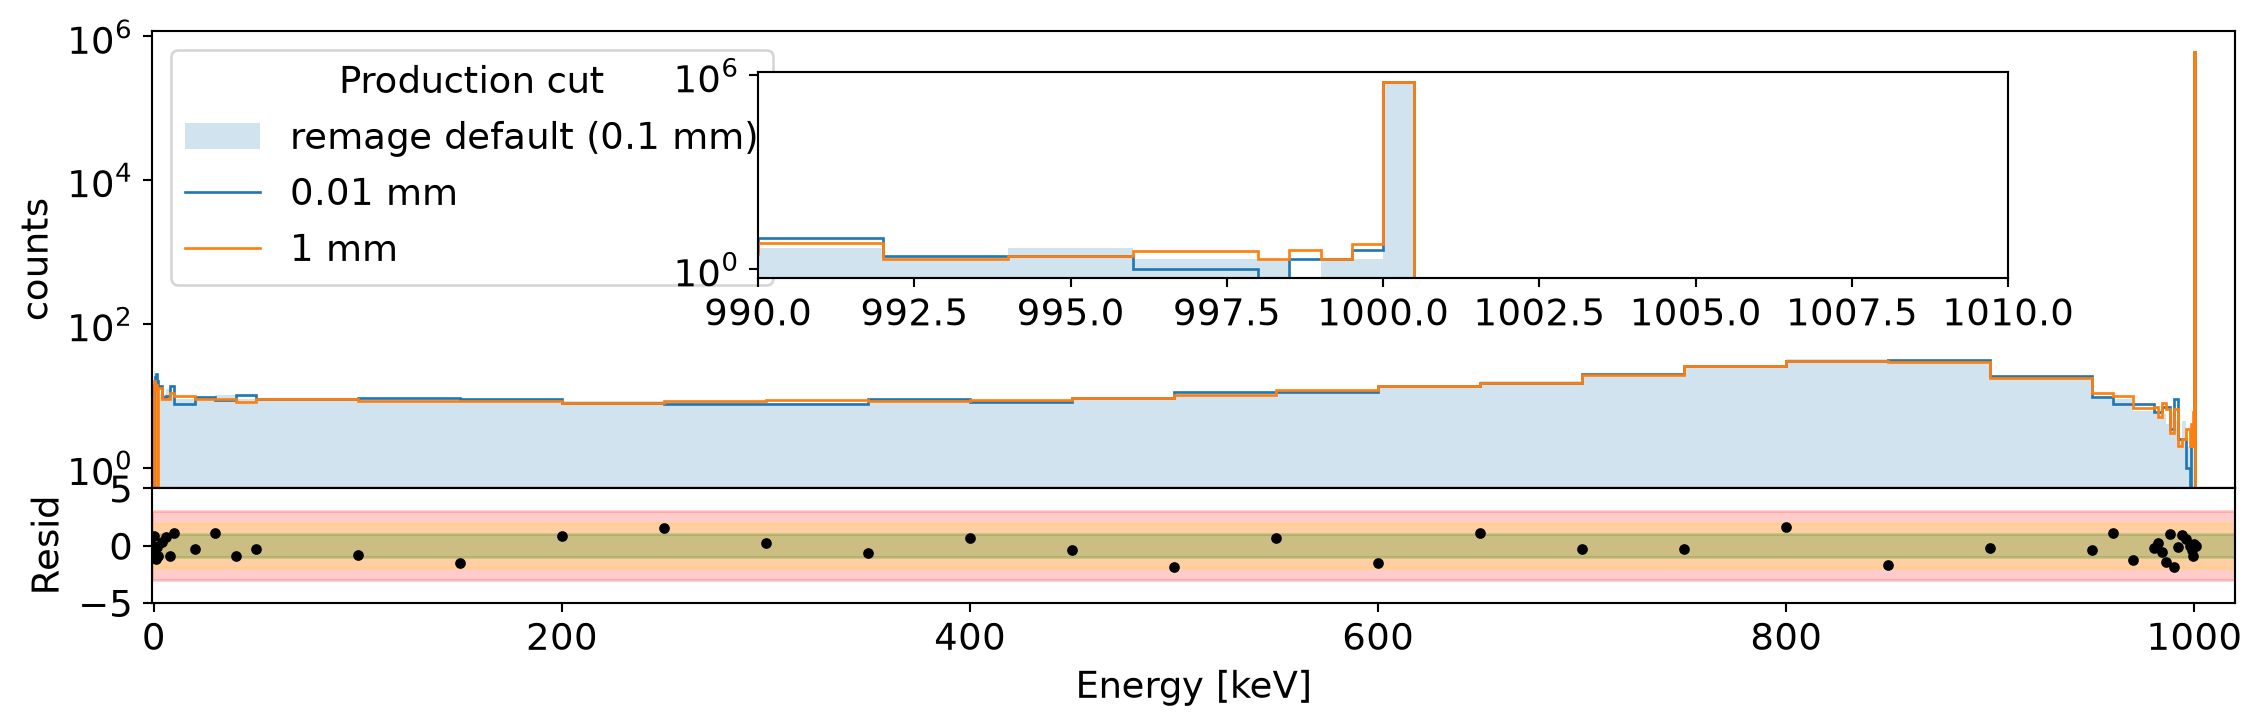 10^6
10^4
10^2
10^0
counts
Production cut
remage default (0.1 mm)
0.01 mm
1 mm
10^6
10^0
990.0 992.5 995.0 997.5 1000.0 1002.5 1005.0 1007.5 1010.0
5
0
−5
Resid
0 200 400 600 800 1000
Energy [keV]